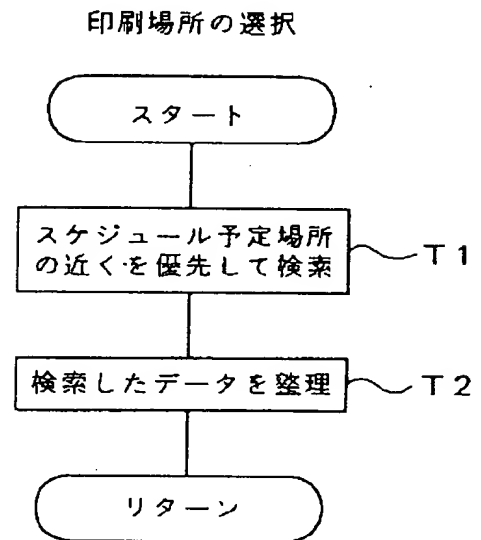 印刷場所の選択
スタート
スケジュール予定場所
の近くを優先して検索
T1
検索したデータを整理
T2
リターン